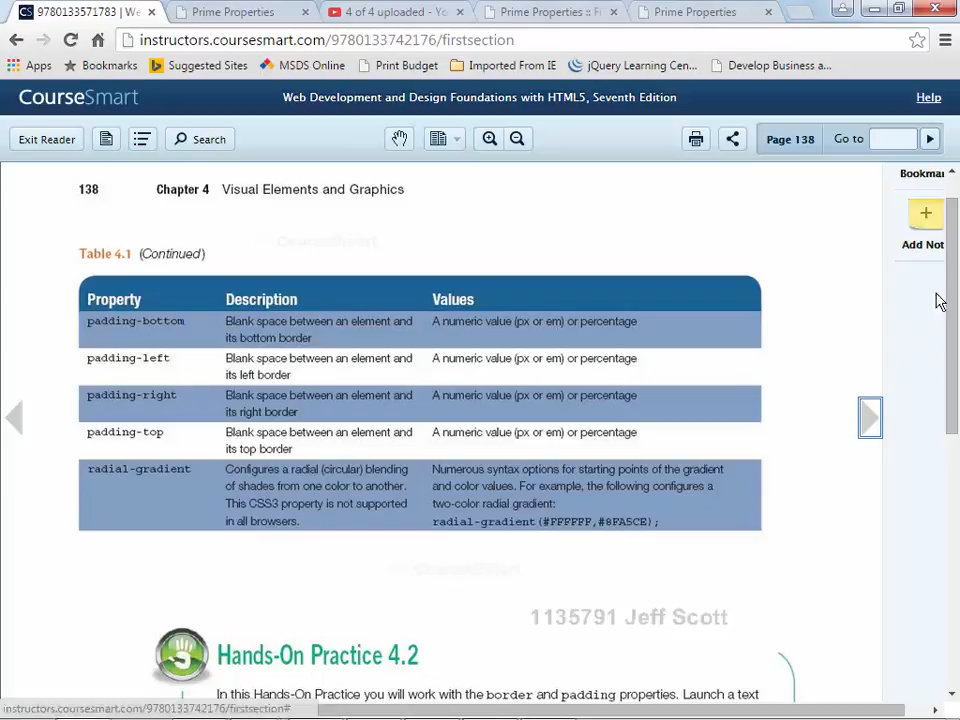 9780133571783 | We
Prime Properties
4 of 4 uploaded - Yo
Prime Properties :: F
Prime Properties
instructors.coursesmart.com/9780133742176/firstsection
Apps
Bookmarks
Suggested Sites
MSDS Online
Print Budget
Imported From IE
jQuery Learning Cen...
Develop Business a...
CourseSmart
Web Development and Design Foundations with HTML5, Seventh Edition
Help
Exit Reader
Search
Page 138
Go to
138 Chapter 4 Visual Elements and Graphics
Bookmar
Add Not
CourseSmart
Table 4.1 (Continued)
Property Description Values
padding-bottom Blank space between an element and A numeric value (px or em) or percentage
its bottom border
padding-left Blank space between an element and A numeric value (px or em) or percentage
its left border
padding-right Blank space between an element and A numeric value (px or em) or percentage
its right border
padding-top Blank space between an element and A numeric value (px or em) or percentage
its top border
radial-gradient Configures a radial (circular) blending Numerous syntax options for starting points of the gradient
of shades from one color to another. and color values. For example, the following configures a
This CSS3 property is not supported two-color radial gradient:
in all browsers. radial-gradient(#FFFFFF,#8FA5CE);
CourseSmart
1135791 Jeff Scott
Hands-On Practice 4.2
In this Hands-On Practice you will work with the border and padding properties. Launch a text
instructors.coursesmart.com/9780133742176/firstsection#